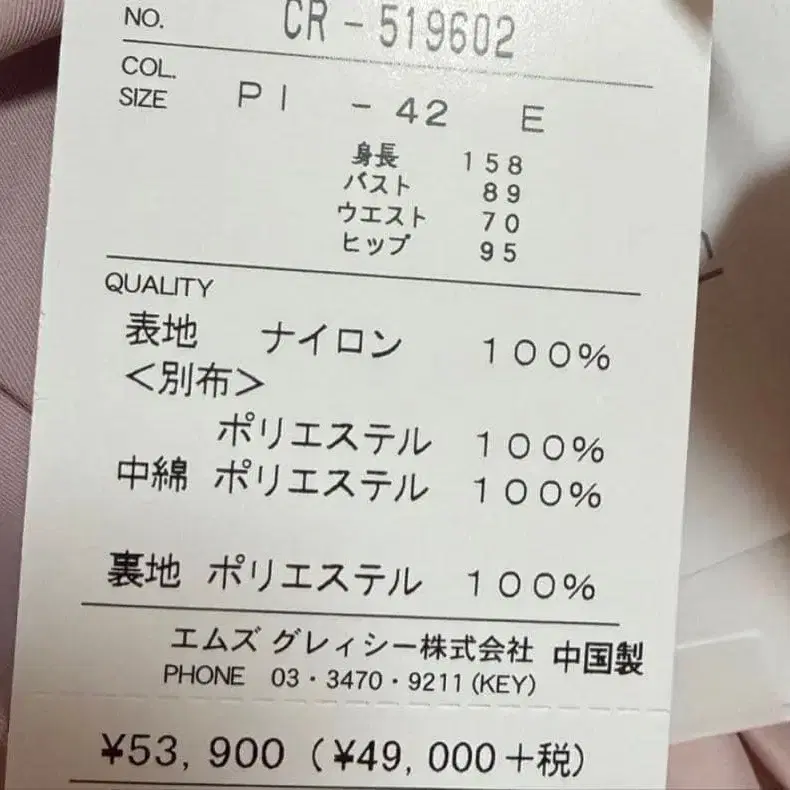 NO. CR-519602
COL.
SIZE PI -42 E
身長 158
バスト 89
ウエスト 70
ヒップ 95
QUALITY
表地 ナイロン 100%
<別布>
ポリエステル 100%
中綿 ポリエステル 100%
裏地 ポリエステル 100%
エムズ グレィシー株式会社 中国製
PHONE 03・3470・9211(KEY)
¥53,900(¥49,000+税)